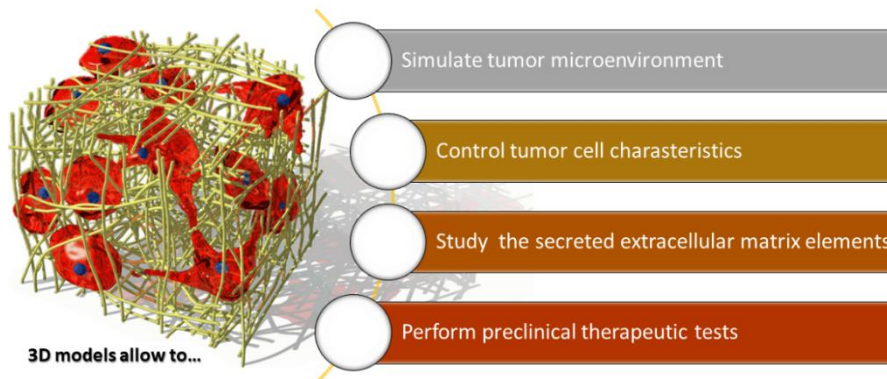 Simulate tumor microenvironment
Control tumor cell charasteristics
Study the secreted extracellular matrix elements
Perform preclinical therapeutic tests
3D models allow to...